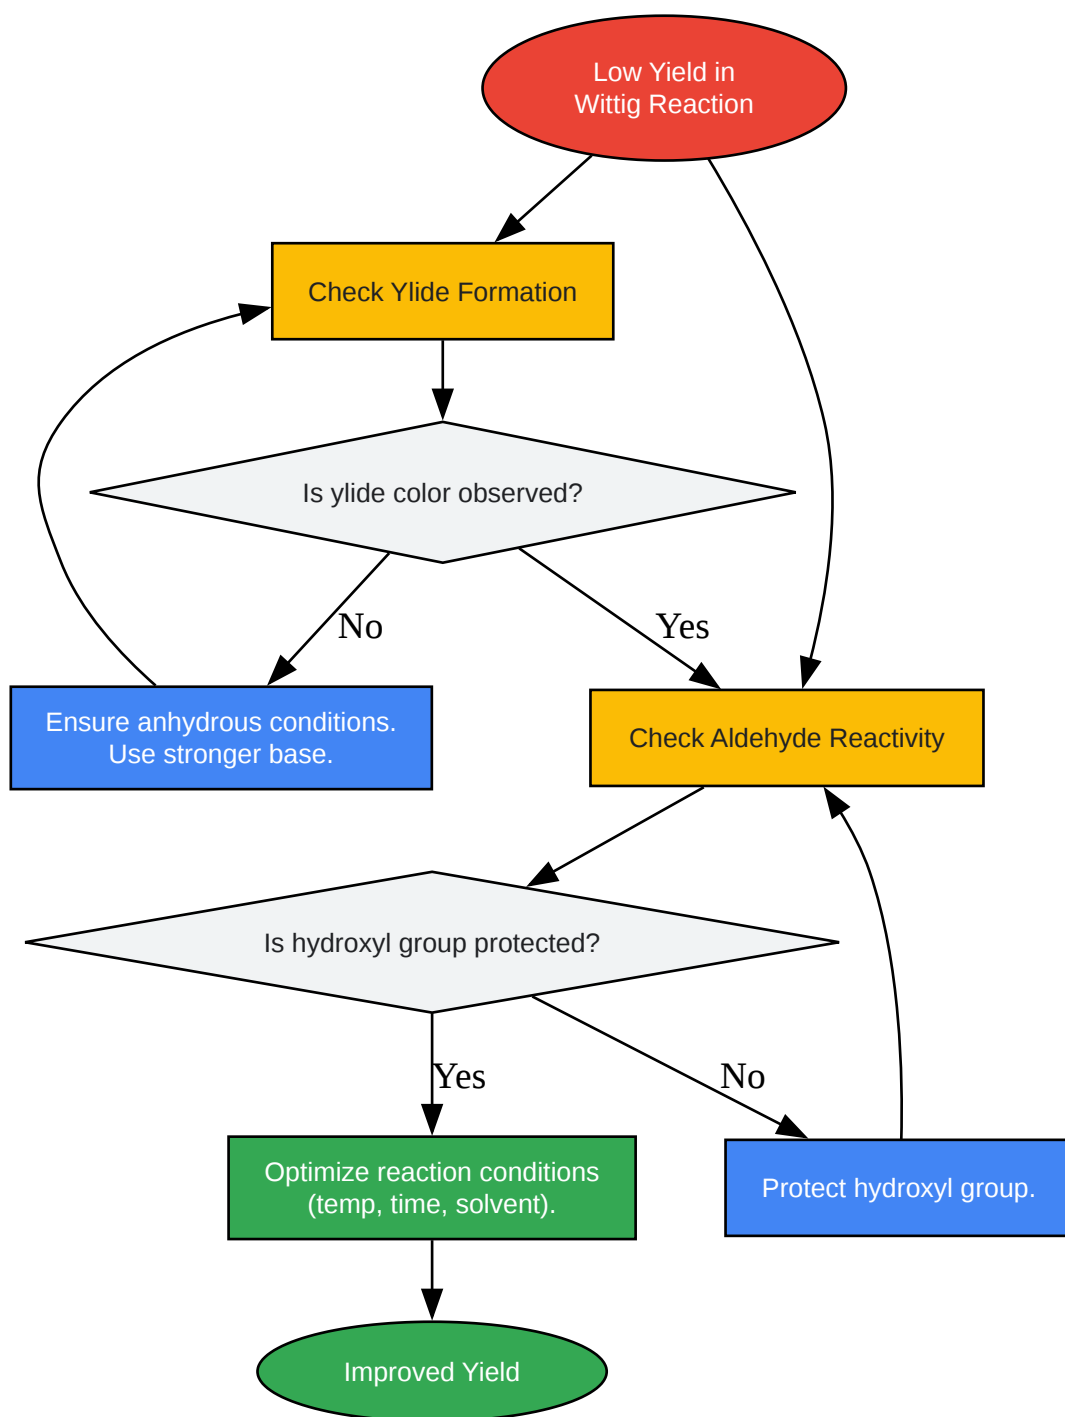 Low Yield in
Wittig Reaction
Check Ylide Formation
Is ylide color observed?
No
Yes
Ensure anhydrous conditions.
Use stronger base.
Check Aldehyde Reactivity
Is hydroxyl group protected?
Yes
No
Optimize reaction conditions
(temp, time, solvent).
Protect hydroxyl group.
Improved Yield